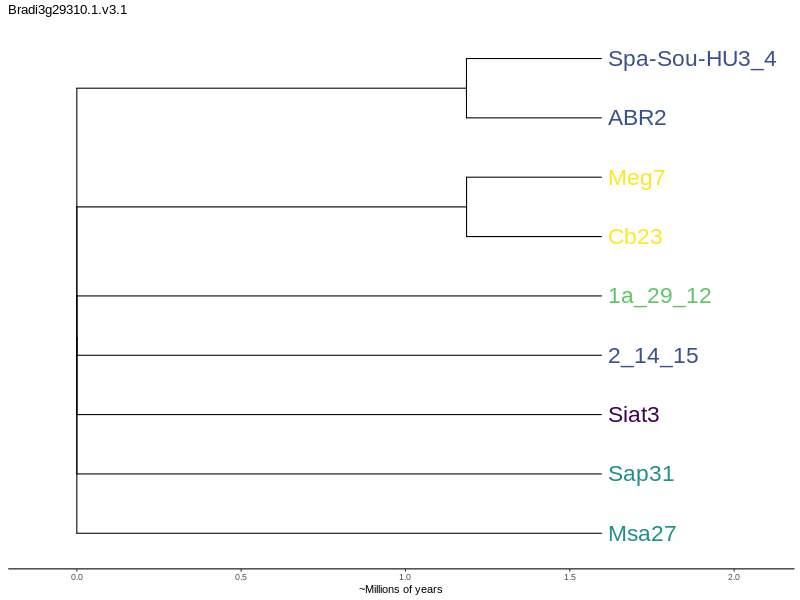 Bradi3g29310.1.v3.1
Spa-Sou-HU3_4
ABR2
Meg7
Cb23
1a_29_12
2_14_15
Siat3
Sap31
Msa27
0.0 0.5 1.0 1.5 2.0
~Millions of years